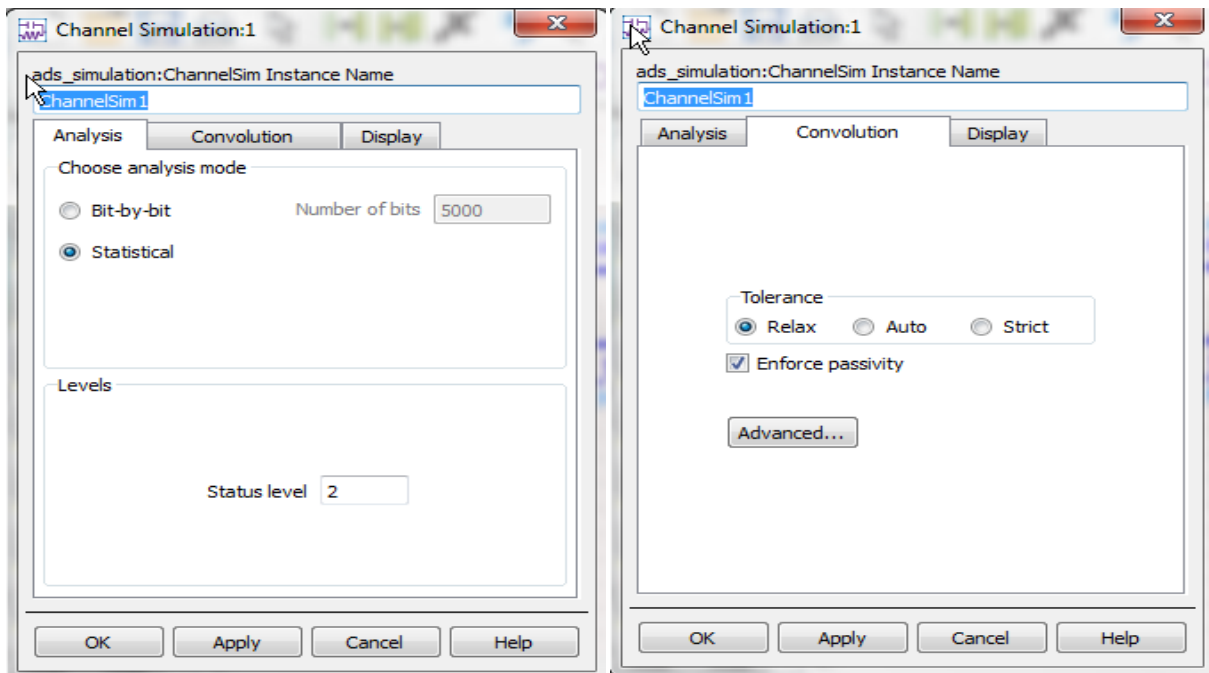 Channel Simulation:1
ads_simulation:ChannelSim Instance Name
ChannelSim1
Analysis Convolution Display
Choose analysis mode
Bit-by-bit Number of bits 5000
Statistical
Levels
Status level 2
OK Apply Cancel Help
Channel Simulation:1
ads_simulation:ChannelSim Instance Name
ChannelSim1
Analysis Convolution Display
Tolerance
Relax Auto Strict
Enforce passivity
Advanced...
OK Apply Cancel Help